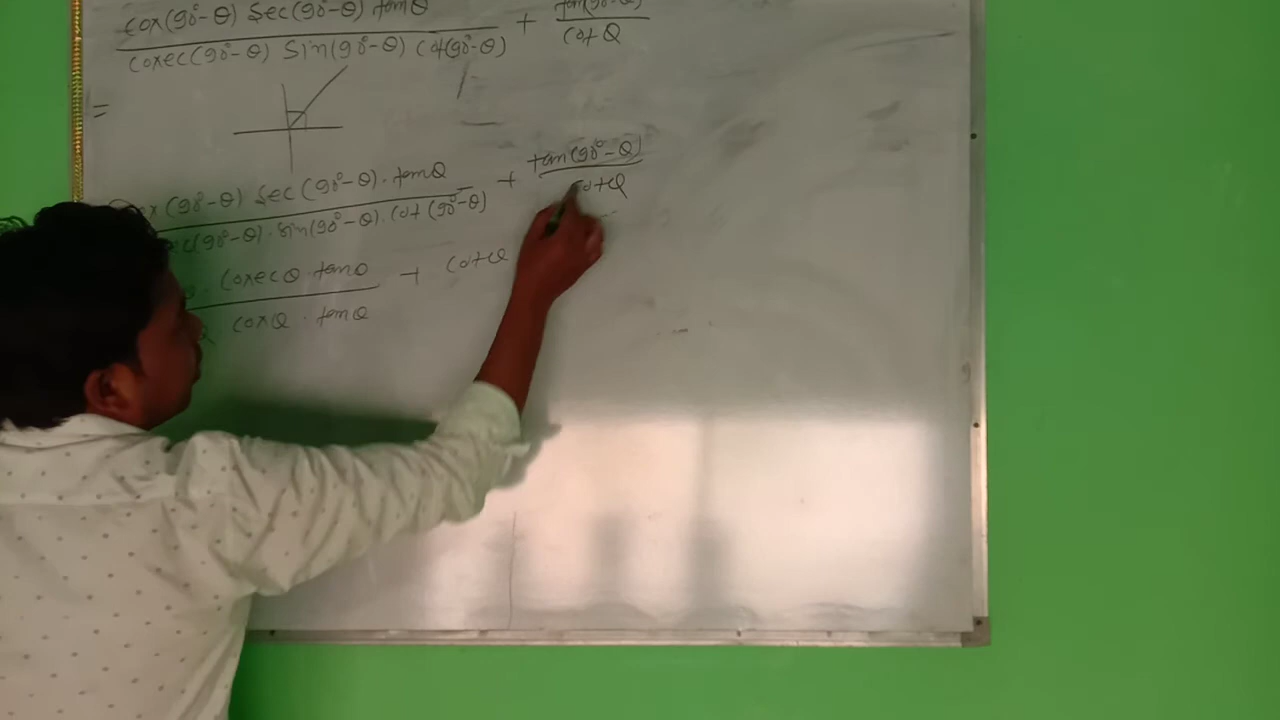 cos(90°-θ) sec(90°-θ) tanθ + tan(90°-θ)
cosec(90°-θ) sin(90°-θ) cot(90°-θ) cot θ
=
(90°-θ) sec(90°-θ)·tanθ + tan(90°-θ)
(90°-θ)·sin(90°-θ)·cot(90°-θ) cotθ
· cosecθ·tanθ + cotθ
cosθ · tanθ